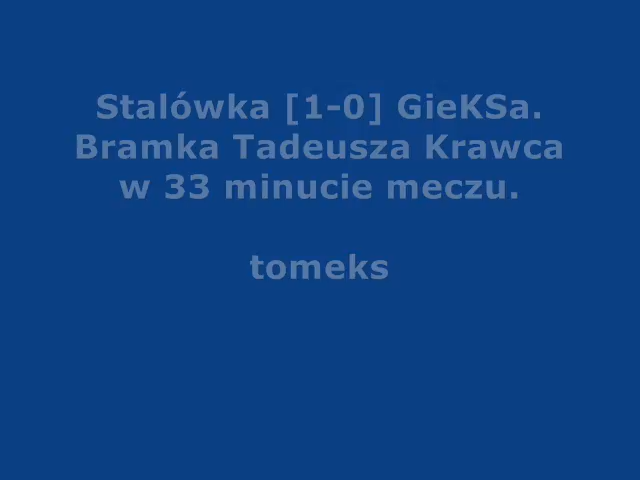 Stalówka [1-0] GieKSa.
Bramka Tadeusza Krawca
w 33 minucie meczu.
tomeks